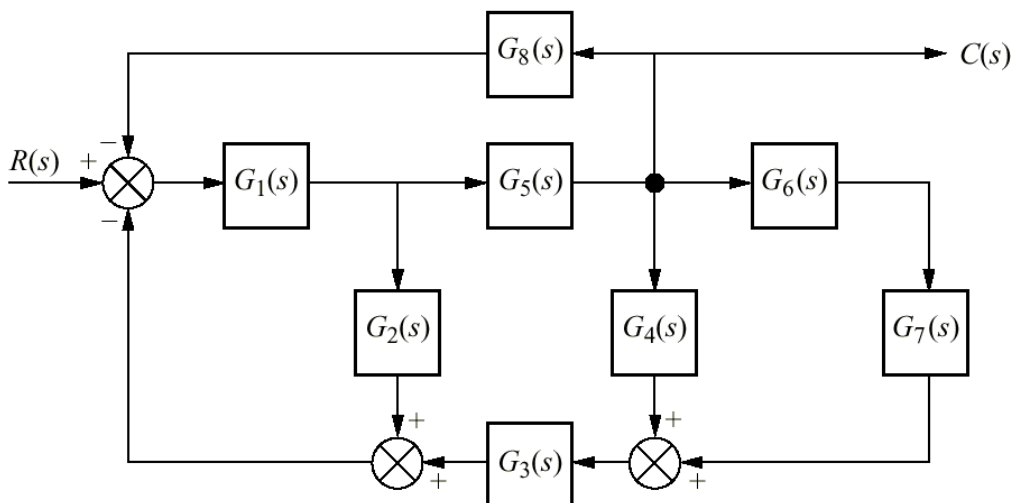 G8(s)
C(s)
−
R(s)
+
G1(s)
G5(s)
G6(s)
−
G2(s)
G4(s)
G7(s)
+
+
G3(s)
+
+